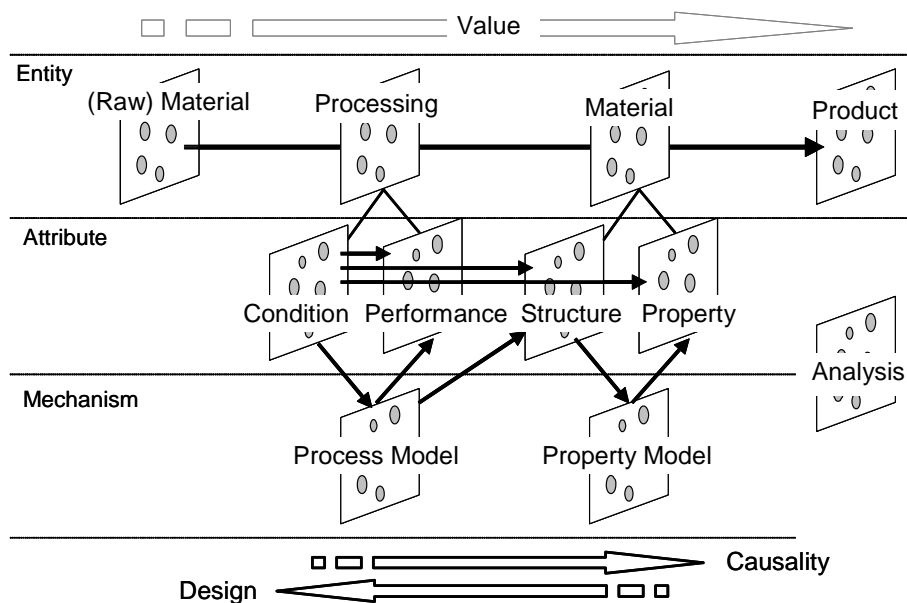 Value
Entity
(Raw) Material
Processing
Material
Product
Attribute
Condition
Performance
Structure
Property
Analysis
Mechanism
Process Model
Property Model
Causality
Design